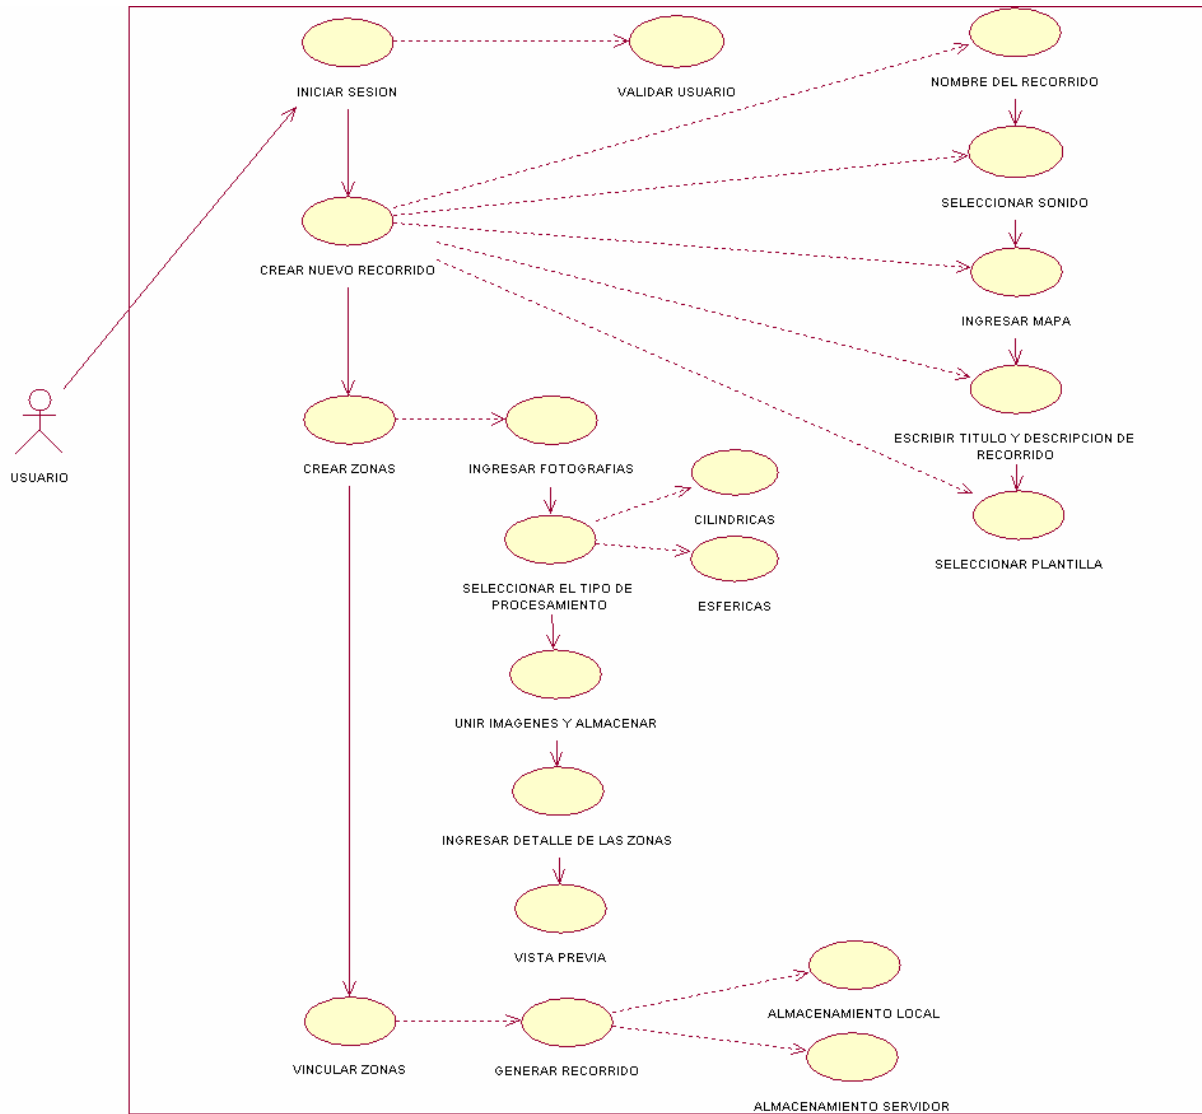 INICIAR SESION
VALIDAR USUARIO
NOMBRE DEL RECORRIDO
SELECCIONAR SONIDO
CREAR NUEVO RECORRIDO
INGRESAR MAPA
ESCRIBIR TITULO Y DESCRIPCION DE
RECORRIDO
USUARIO
CREAR ZONAS
INGRESAR FOTOGRAFIAS
CILINDRICAS
SELECCIONAR PLANTILLA
SELECCIONAR EL TIPO DE
PROCESAMIENTO
ESFERICAS
UNIR IMAGENES Y ALMACENAR
INGRESAR DETALLE DE LAS ZONAS
VISTA PREVIA
ALMACENAMIENTO LOCAL
VINCULAR ZONAS
GENERAR RECORRIDO
ALMACENAMIENTO SERVIDOR